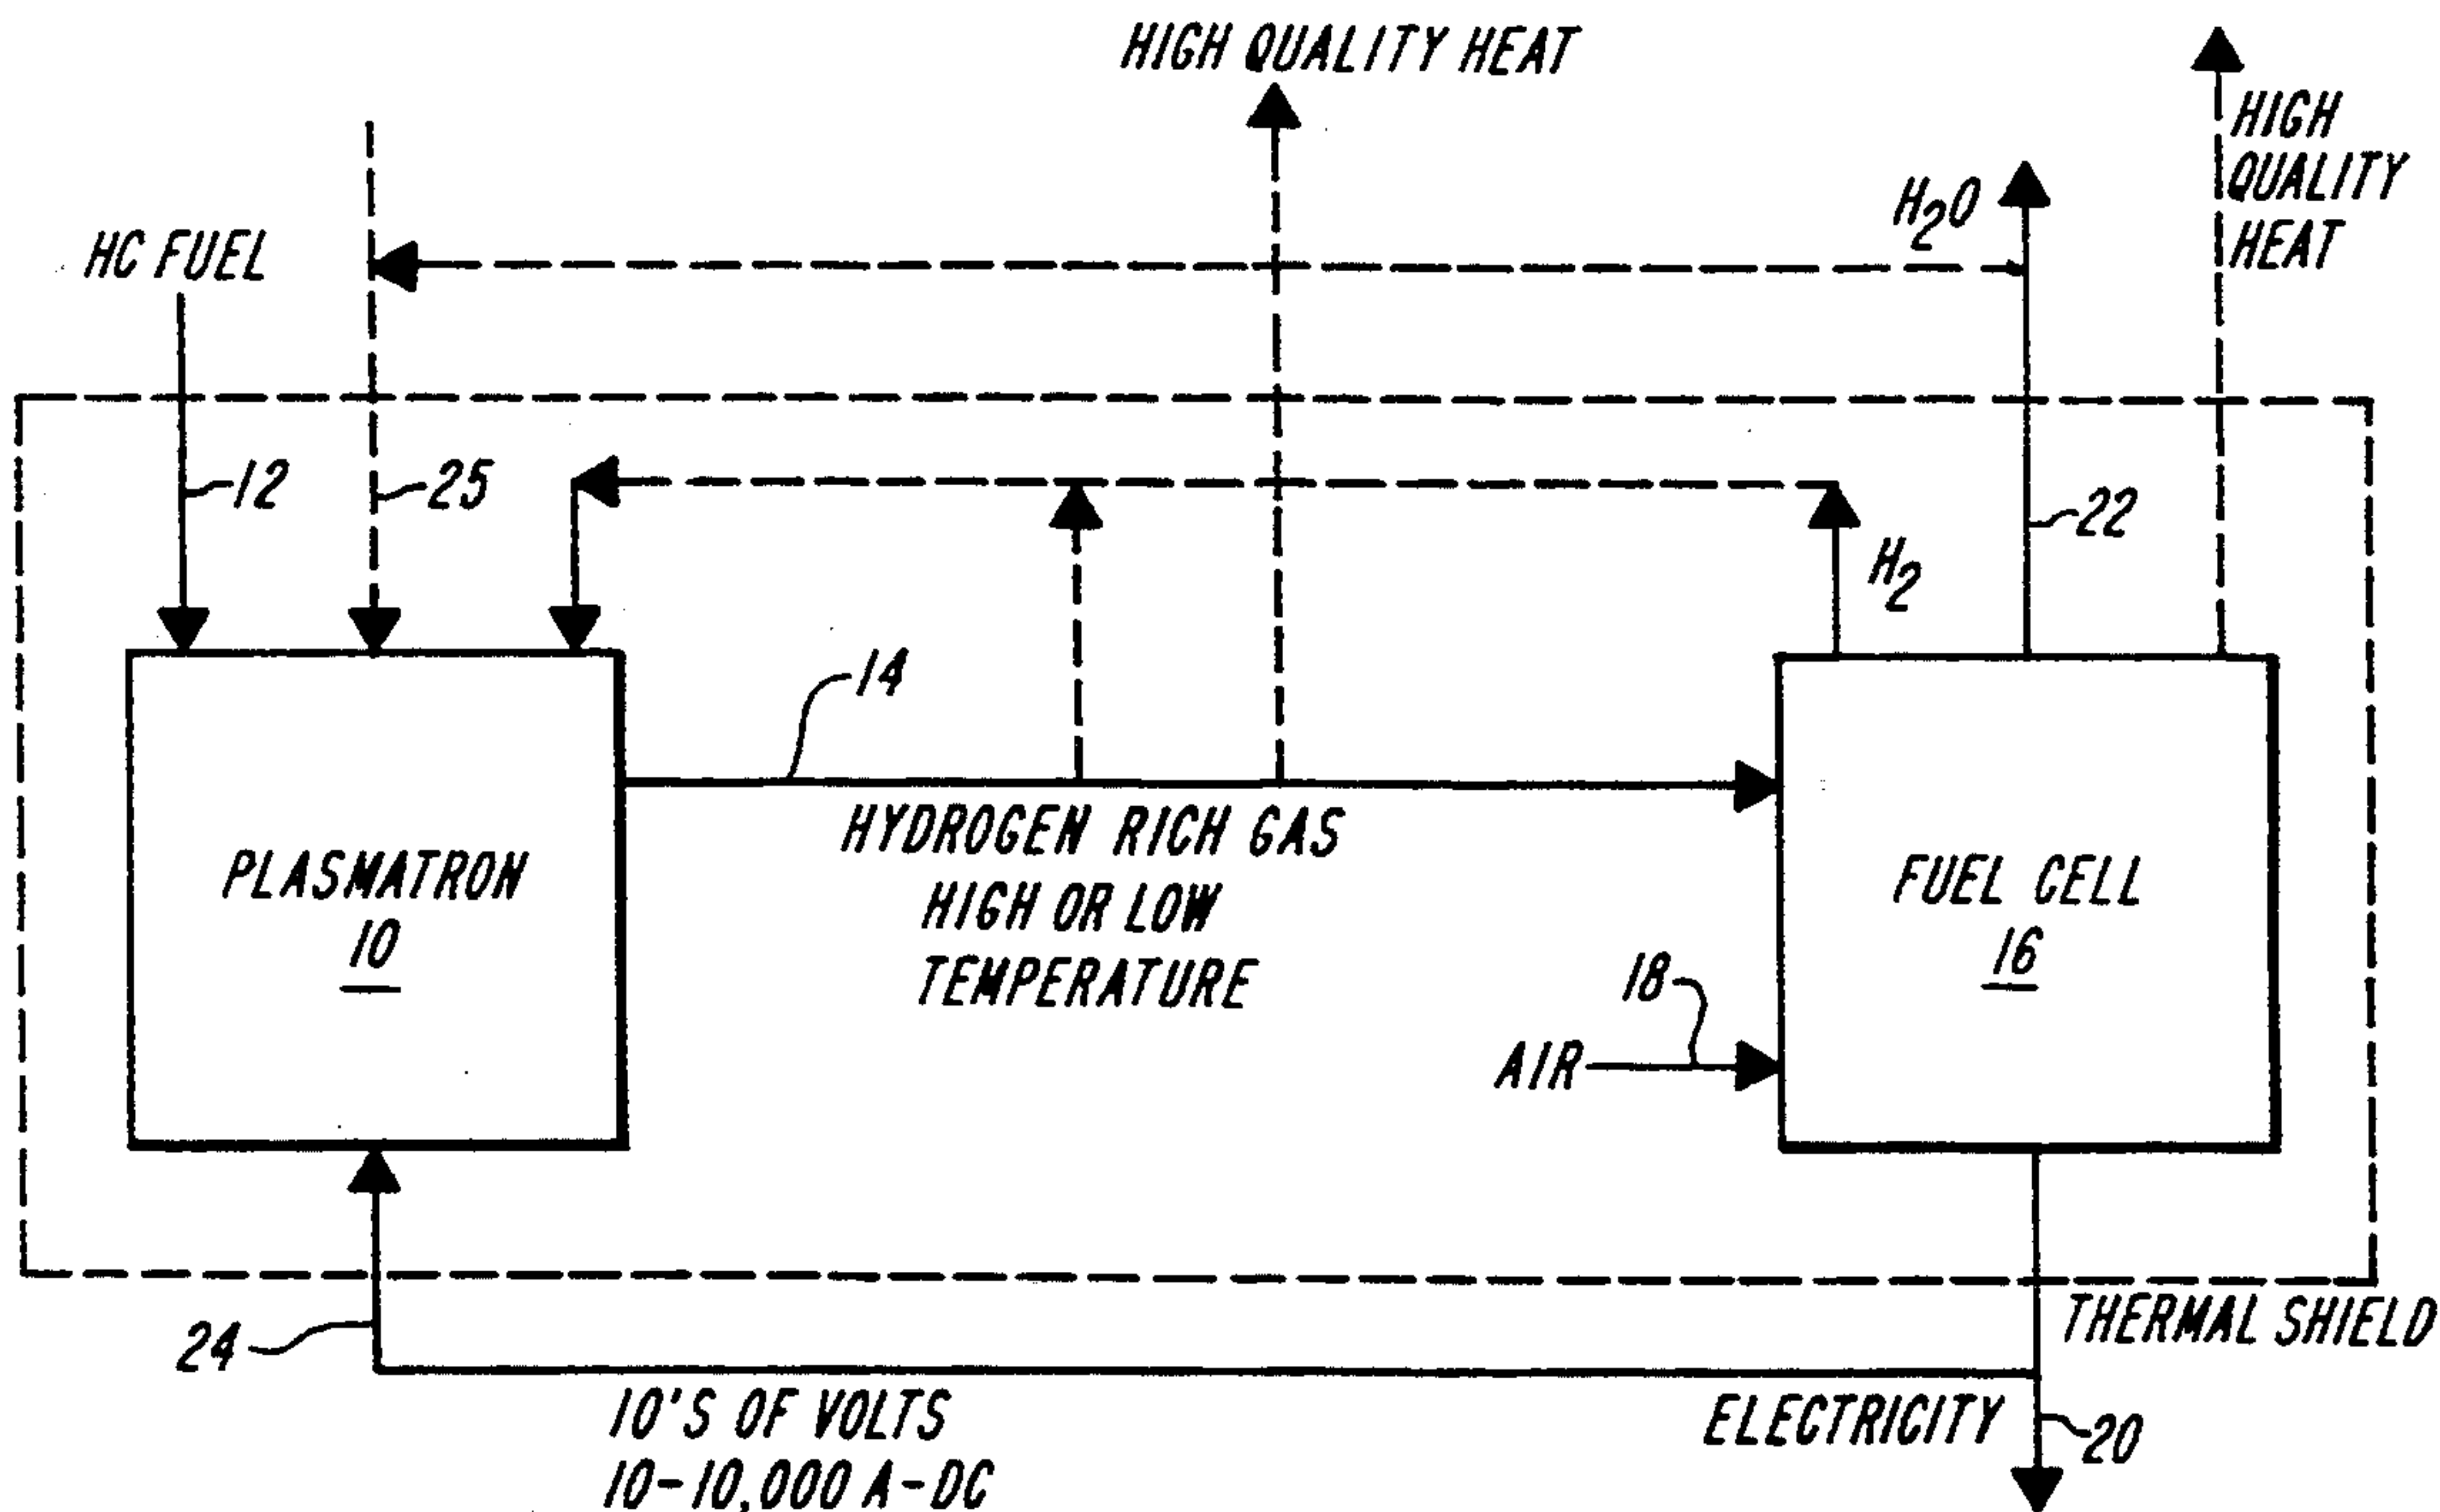 HIGH QUALITY HEAT
HIGH
QUALITY
HEAT
H2O
HC FUEL
12
25
22
H2
14
HYDROGEN RICH GAS
HIGH OR LOW
TEMPERATURE
PLASMATRON
10
FUEL CELL
16
18
AIR
THERMAL SHIELD
24
10'S OF VOLTS
10-10,000 A-DC
ELECTRICITY
20